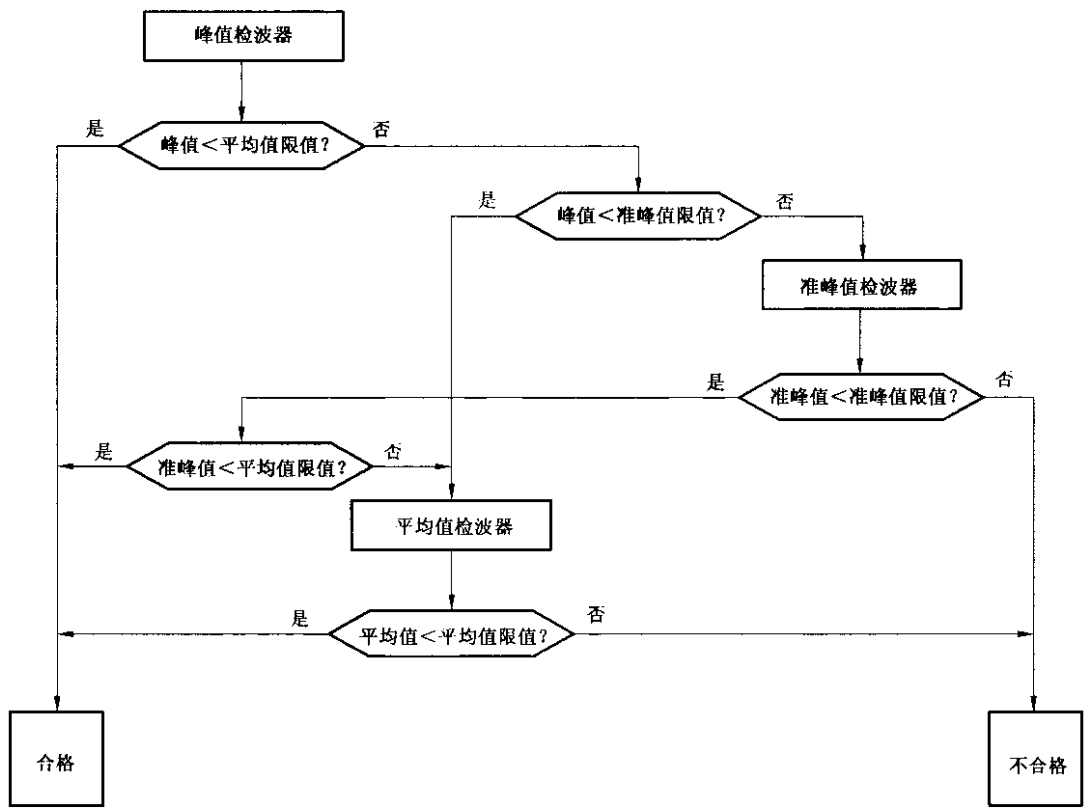 峰值检波器
是
峰值＜平均值限值？
否
是
峰值＜准峰值限值？
否
准峰值检波器
是
准峰值＜准峰值限值？
否
是
准峰值＜平均值限值？
否
平均值检波器
是
平均值＜平均值限值？
否
合格
不合格